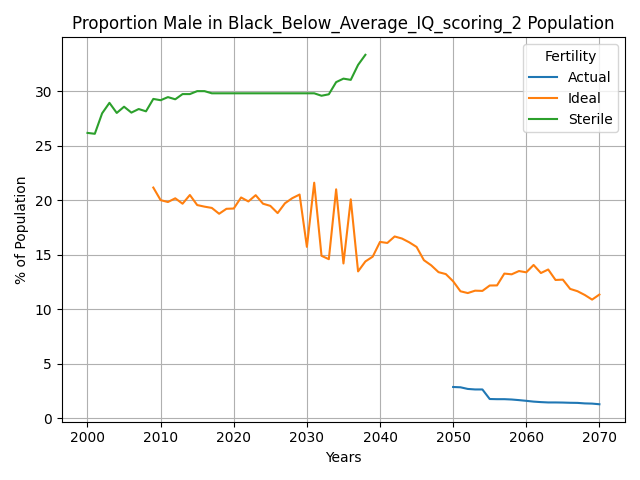 Proportion Male in Black_Below_Average_IQ_scoring_2 Population
Fertility
Actual
Ideal
Sterile
% of Population
30
25
20
15
10
5
0
2000 2010 2020 2030 2040 2050 2060 2070
Years